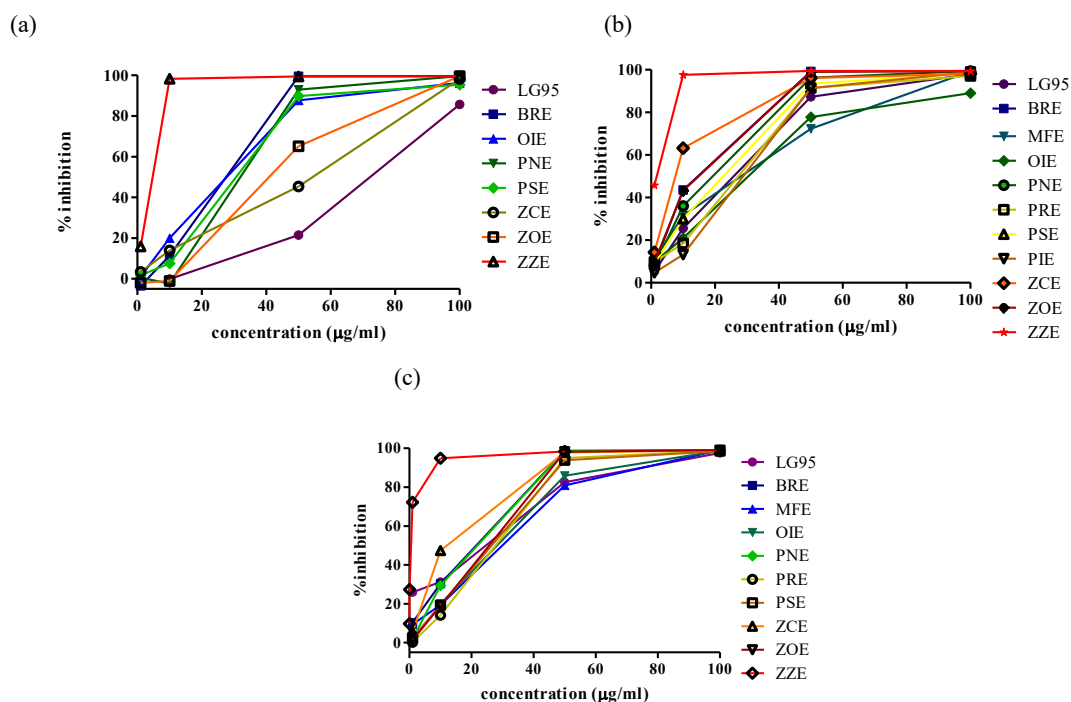 (a)
% inhibition
100
80
60
40
20
0
0 20 40 60 80 100
concentration (μg/ml)
LG95
BRE
OIE
PNE
PSE
ZCE
ZOE
ZZE
(b)
% inhibition
100
80
60
40
20
0
0 20 40 60 80 100
concentration (μg/ml)
LG95
BRE
MFE
OIE
PNE
PRE
PSE
PIE
ZCE
ZOE
ZZE
(c)
%inhibition
100
80
60
40
20
0
0 20 40 60 80 100
concentration (μg/ml)
LG95
BRE
MFE
OIE
PNE
PRE
PSE
ZCE
ZOE
ZZE